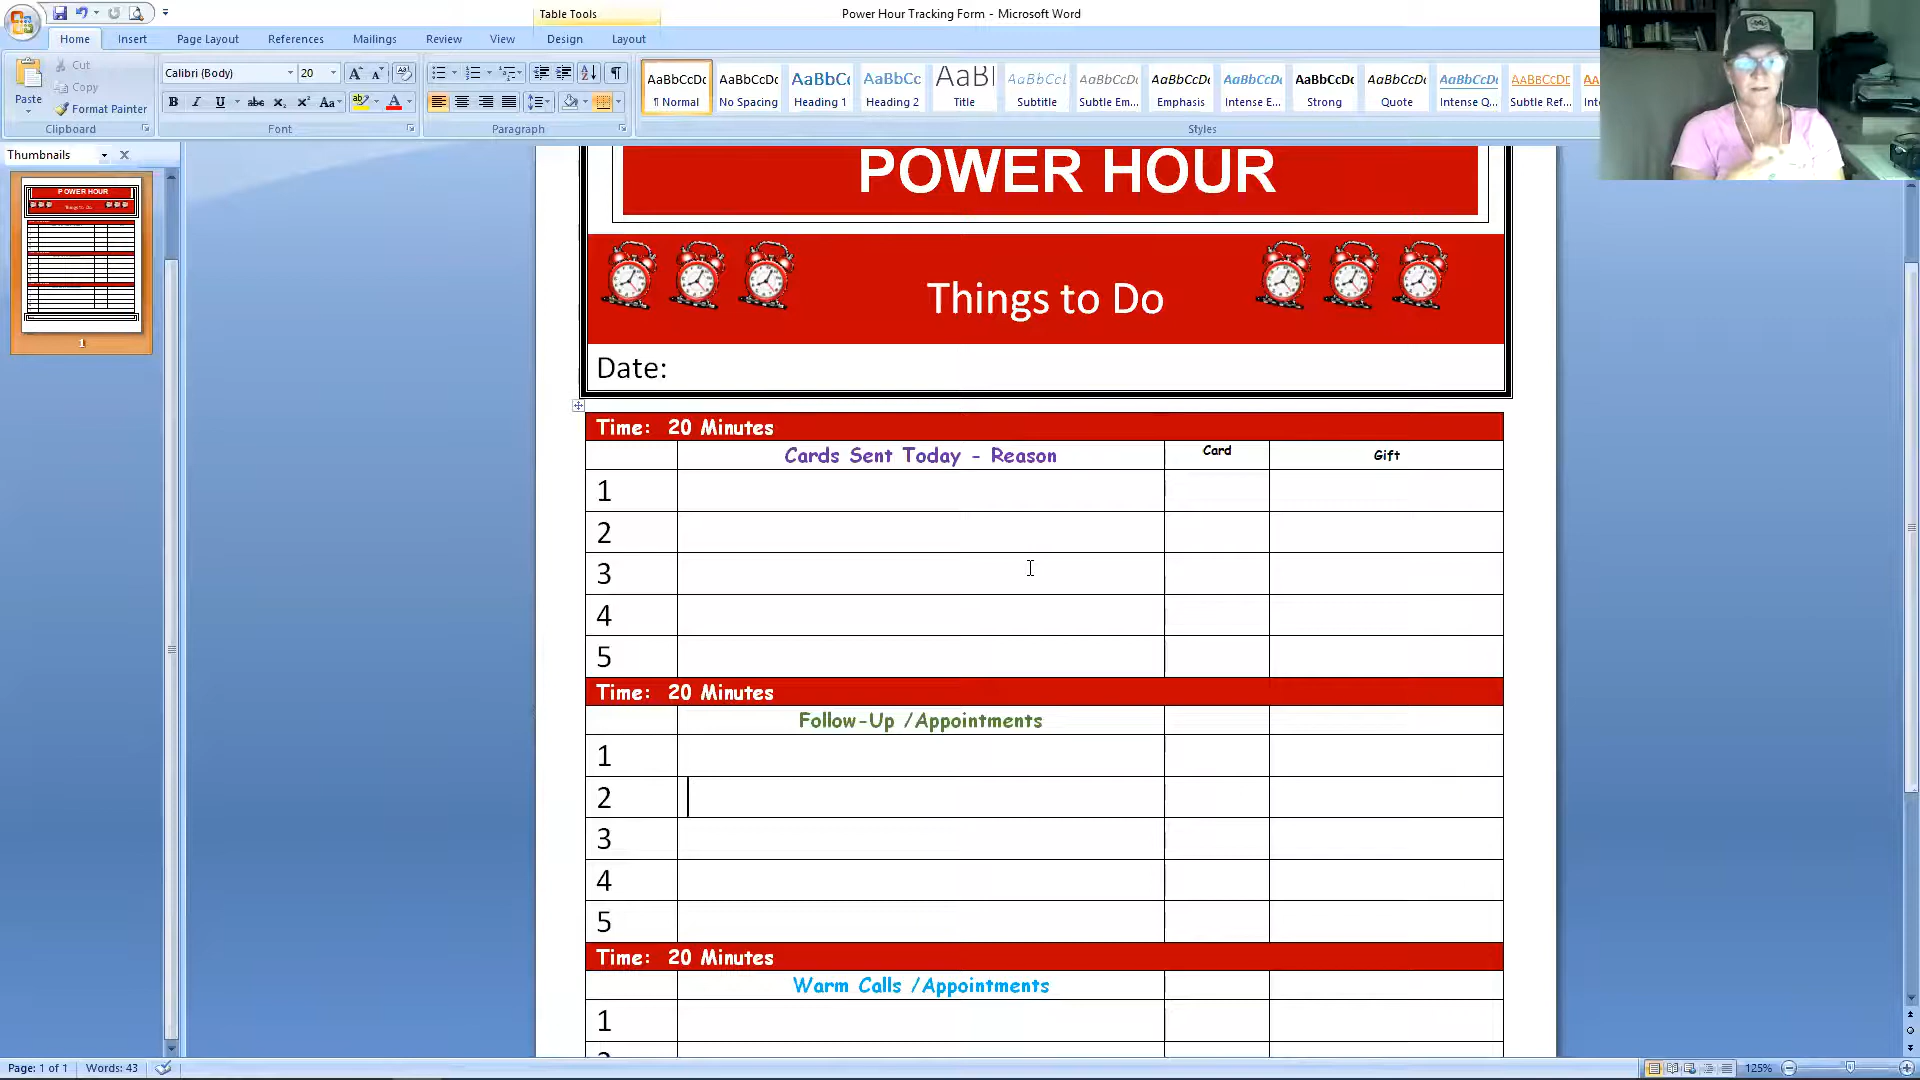 Table Tools
Power Hour Tracking Form - Microsoft Word
Home Insert Page Layout References Mailings Review View Design Layout
Paste
Cut
Copy
Format Painter
Clipboard
Calibri (Body) 20
Font
Paragraph
AaBbCcDc AaBbCcDc AaBbC( AaBbCc AaB AaBbCcL AaBbCcDc AaBbCcDc AaBbCcDc AaBbCcDc AaBbCcDc AaBbCcDc AABBCCDC
¶ Normal No Spacing Heading 1 Heading 2 Title Subtitle Subtle Em... Emphasis Intense E... Strong Quote Intense Q... Subtle Ref...
Styles
Thumbnails
1
POWER HOUR
Things to Do
Date:
Time: 20 Minutes
Cards Sent Today - Reason Card Gift
1
2
3
4
5
Time: 20 Minutes
Follow-Up /Appointments
1
2
3
4
5
Time: 20 Minutes
Warm Calls /Appointments
1
Page: 1 of 1 Words: 43
125%